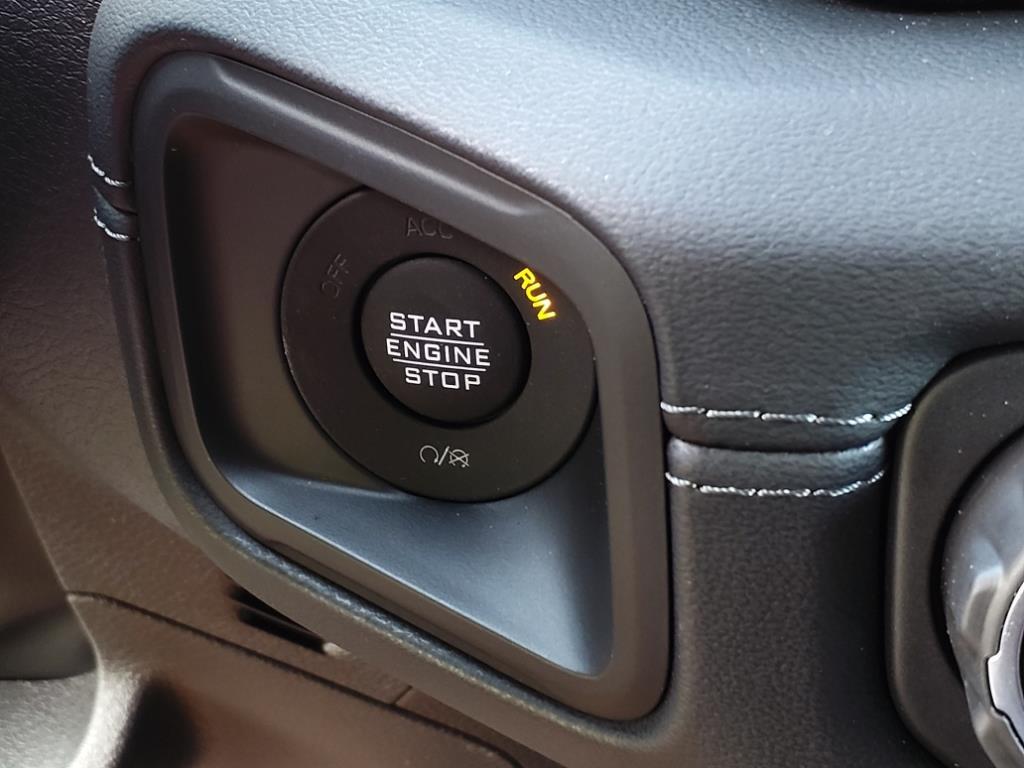 ACC
OFF
RUN
START
ENGINE
STOP